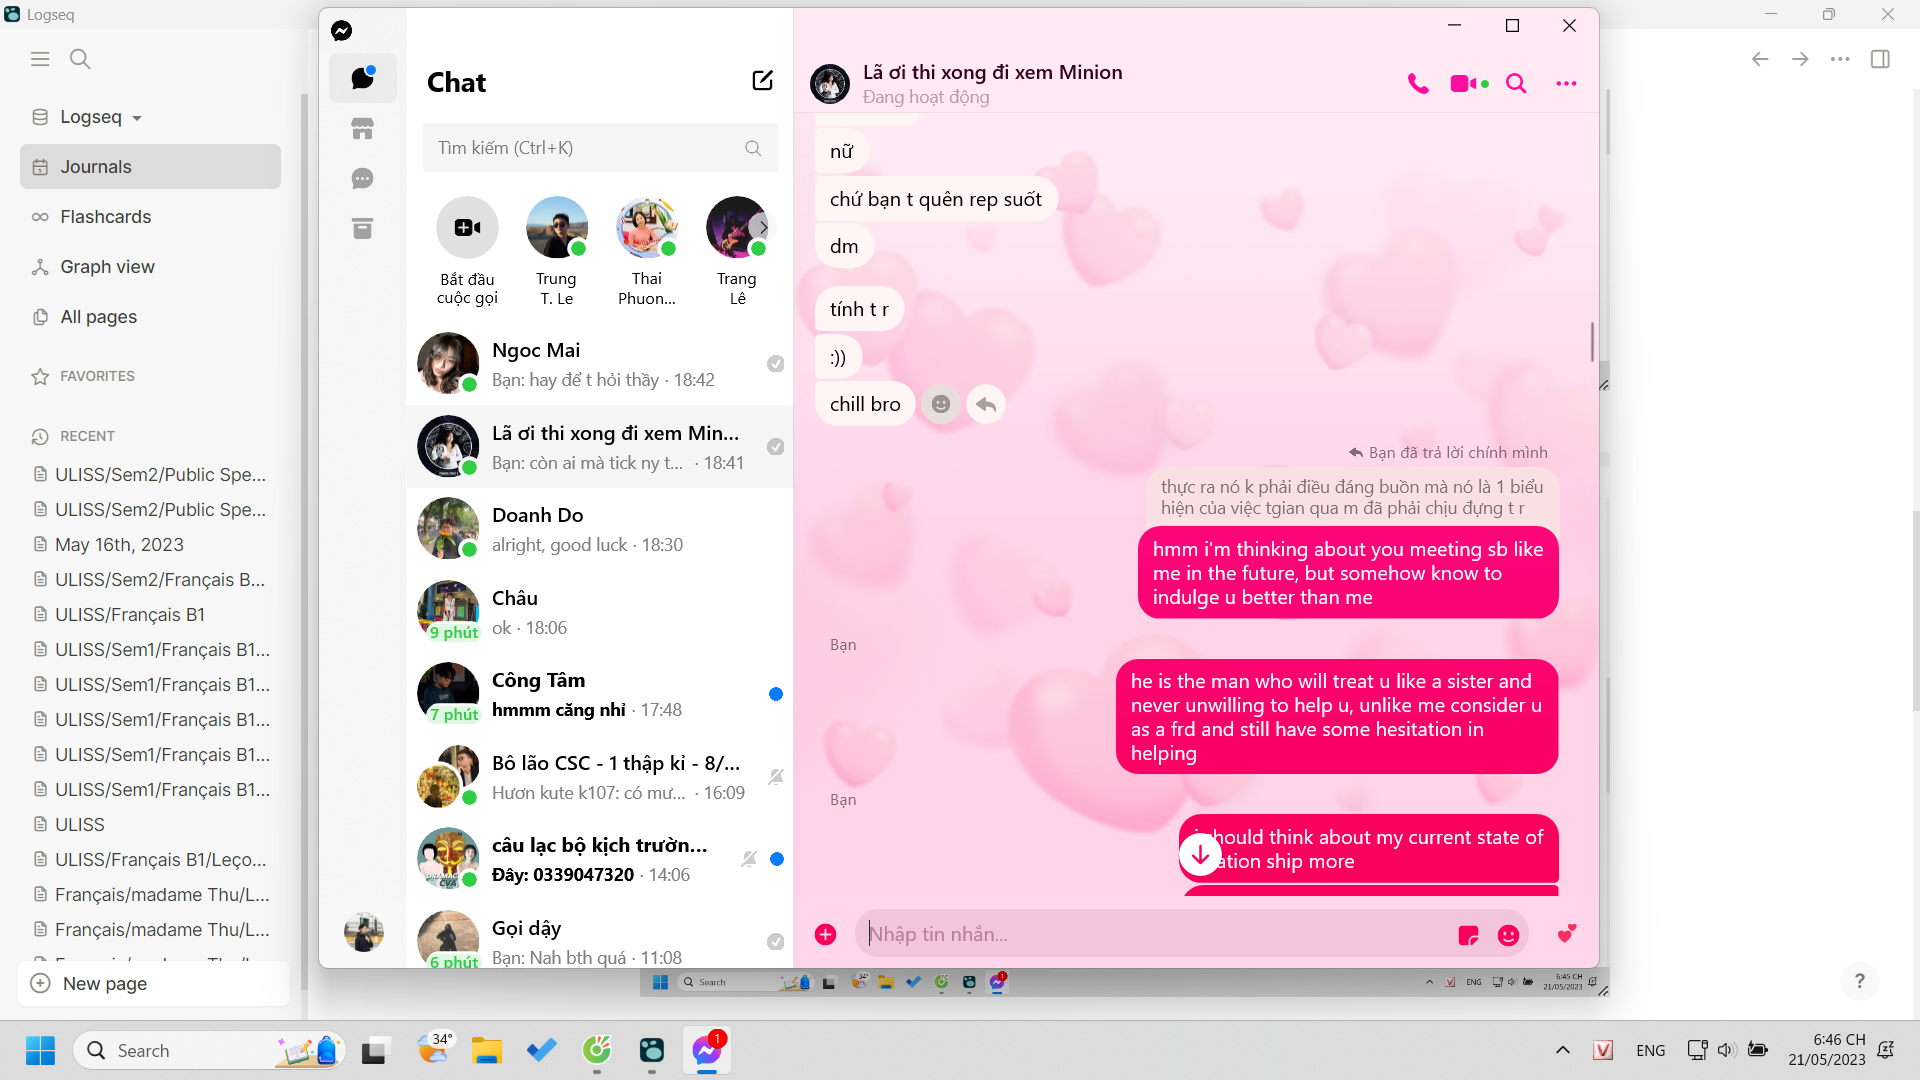 Logseq
Logseq
Journals
Flashcards
Graph view
All pages
FAVORITES
RECENT
ULISS/Sem2/Public Spe...
ULISS/Sem2/Public Spe...
May 16th, 2023
ULISS/Sem2/Français B...
ULISS/Français B1
ULISS/Sem1/Français B1...
ULISS/Sem1/Français B1...
ULISS/Sem1/Français B1...
ULISS/Sem1/Français B1...
ULISS/Sem1/Français B1...
ULISS
ULISS/Français B1/Leço...
Français/madame Thu/L...
Français/madame Thu/L...
New page
Chat
Tìm kiếm (Ctrl+K)
Bắt đầu
cuộc gọi
Trung
T. Le
Thai
Phuon...
Trang
Lê
Ngoc Mai
Bạn: hay để t hỏi thầy · 18:42
Lã ơi thi xong đi xem Min...
Bạn: còn ai mà tick ny t... · 18:41
Doanh Do
alright, good luck · 18:30
Châu
ok · 18:06
9 phút
Công Tâm
hmmm căng nhỉ · 17:48
7 phút
Bô lão CSC - 1 thập kỉ - 8/...
Hươn kute k107: có mư... · 16:09
câu lạc bộ kịch trườn...
Đây: 0339047320 · 14:06
Gọi dậy
Bạn: Nah bth quá · 11:08
6 phút
Lã ơi thi xong đi xem Minion
Đang hoạt động
nữ
chứ bạn t quên rep suốt
dm
tính t r
:))
chill bro
Bạn đã trả lời chính mình
thực ra nó k phải điều đáng buồn mà nó là 1 biểu
hiện của việc tgian qua m đã phải chịu đựng t r
hmm i'm thinking about you meeting sb like
me in the future, but somehow know to
indulge u better than me
Bạn
he is the man who will treat u like a sister and
never unwilling to help u, unlike me consider u
as a frd and still have some hesitation in
helping
Bạn
should think about my current state of
ation ship more
Nhập tin nhắn...
Search
34°
1
ENG
6:45 CH
21/05/2023
?
Search
34°
1
ENG
6:46 CH
21/05/2023